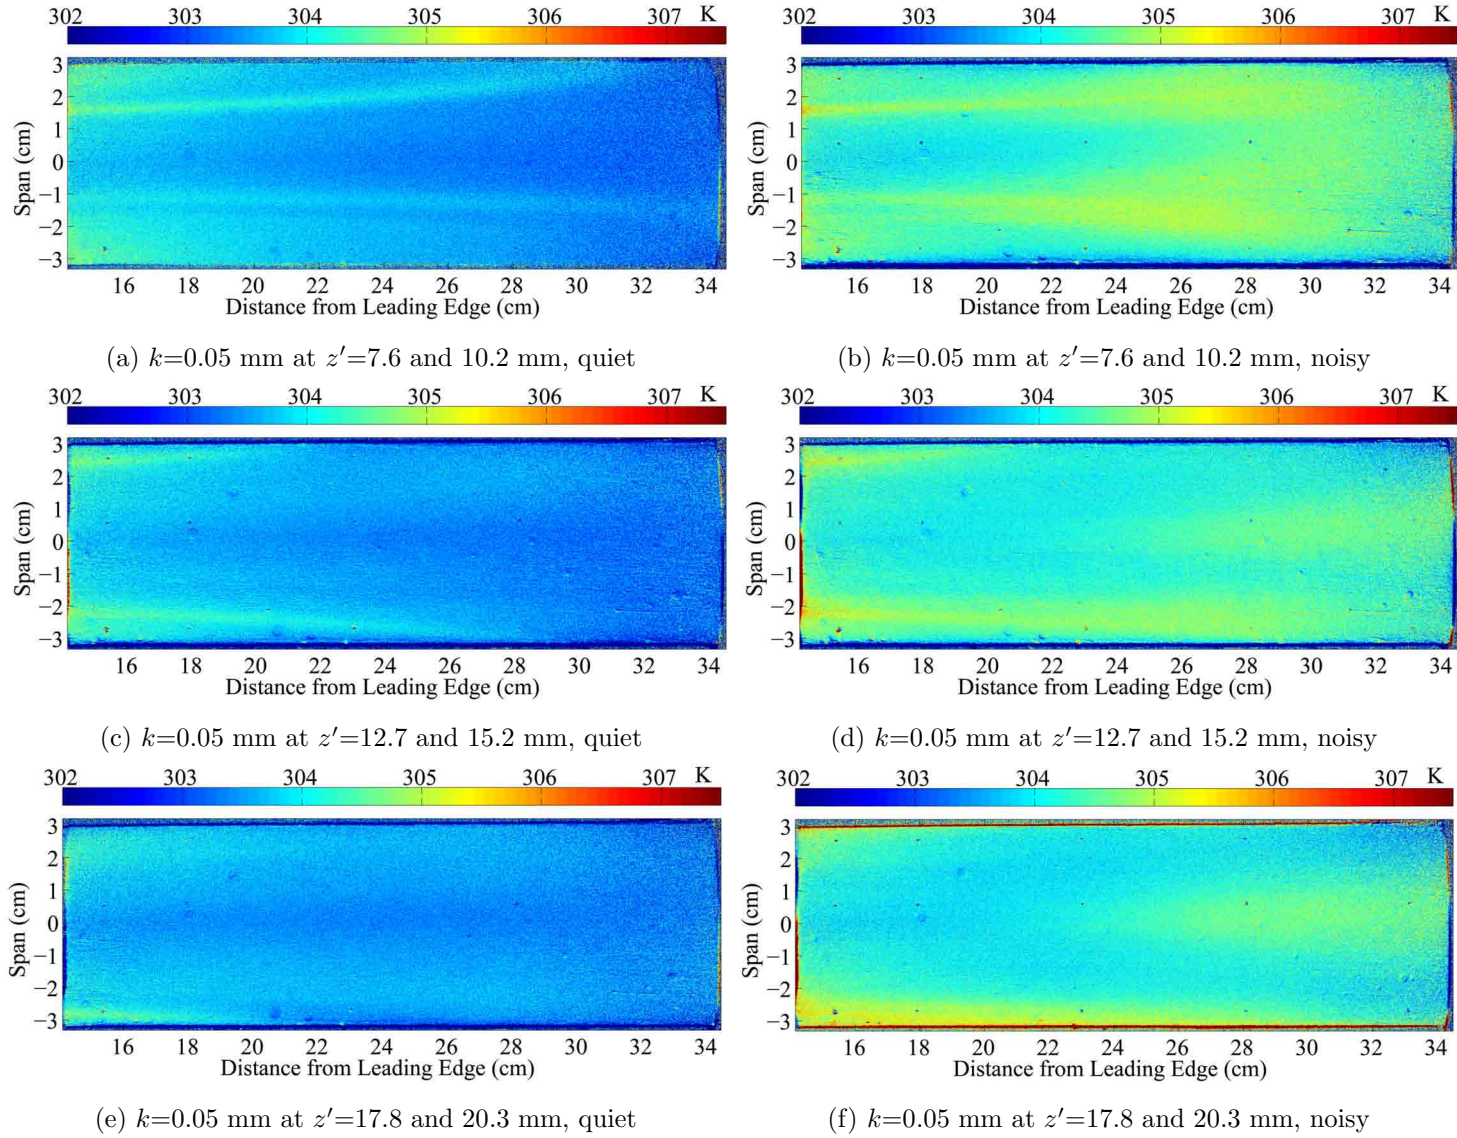 302 303 304 305 306 307 K
302 303 304 305 306 307 K
Span (cm)
3
2
1
0
−1
−2
−3
16 18 20 22 24 26 28 30 32 34
Distance from Leading Edge (cm)
Span (cm)
3
2
1
0
−1
−2
−3
16 18 20 22 24 26 28 30 32 34
Distance from Leading Edge (cm)
(a) k=0.05 mm at z′=7.6 and 10.2 mm, quiet
(b) k=0.05 mm at z′=7.6 and 10.2 mm, noisy
302 303 304 305 306 307 K
302 303 304 305 306 307 K
Span (cm)
3
2
1
0
−1
−2
−3
16 18 20 22 24 26 28 30 32 34
Distance from Leading Edge (cm)
Span (cm)
3
2
1
0
−1
−2
−3
16 18 20 22 24 26 28 30 32 34
Distance from Leading Edge (cm)
(c) k=0.05 mm at z′=12.7 and 15.2 mm, quiet
(d) k=0.05 mm at z′=12.7 and 15.2 mm, noisy
302 303 304 305 306 307 K
302 303 304 305 306 307 K
Span (cm)
3
2
1
0
−1
−2
−3
16 18 20 22 24 26 28 30 32 34
Distance from Leading Edge (cm)
Span (cm)
3
2
1
0
−1
−2
−3
16 18 20 22 24 26 28 30 32 34
Distance from Leading Edge (cm)
(e) k=0.05 mm at z′=17.8 and 20.3 mm, quiet
(f) k=0.05 mm at z′=17.8 and 20.3 mm, noisy